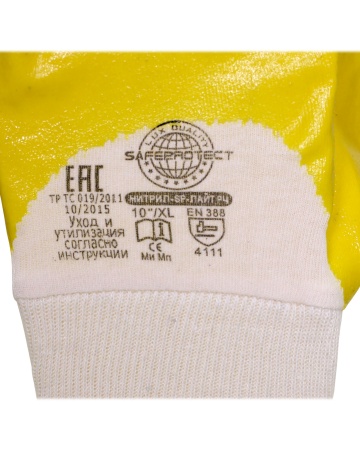 LUX QUALITY
SAFEPROTECT
ЕАС
ТР ТС 019/2011
10/2015
Уход и
утилизация
согласно
инструкции
НИТРИЛ-SP-ЛАЙТ РЧ
10"/XL EN 388
CE
Ми Мп
4111